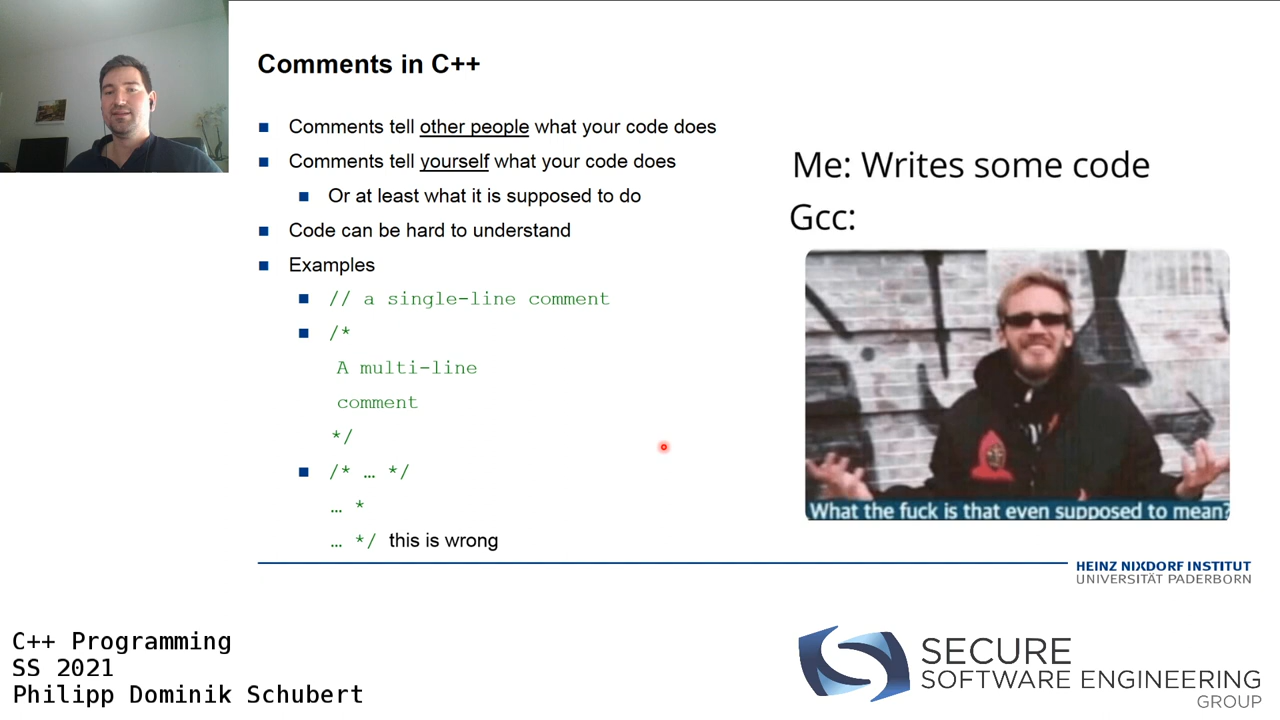 Comments in C++
Comments tell other people what your code does
Comments tell yourself what your code does
Or at least what it is supposed to do
Code can be hard to understand
Examples
// a single-line comment
/*
A multi-line
comment
*/
/* … */
… *
… */ this is wrong
Me: Writes some code
Gcc:
What the fuck is that even supposed to mean?
HEINZ NIXDORF INSTITUT
UNIVERSITÄT PADERBORN
C++ Programming
SS 2021
Philipp Dominik Schubert
SECURE
SOFTWARE ENGINEERING
GROUP